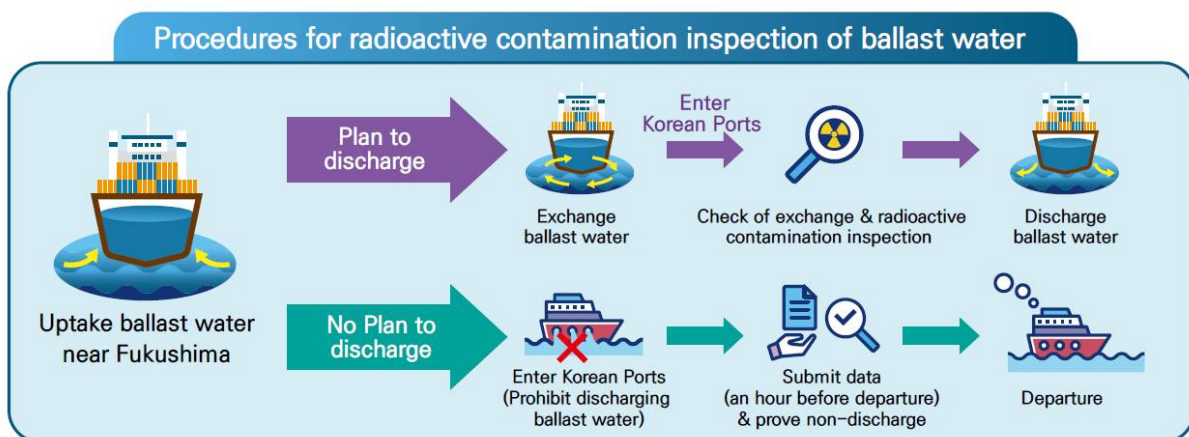 Procedures for radioactive contamination inspection of ballast water
Uptake ballast water
near Fukushima
Plan to
discharge
Exchange
ballast water
Enter
Korean Ports
Check of exchange & radioactive
contamination inspection
Discharge
ballast water
No Plan to
discharge
Enter Korean Ports
(Prohibit discharging
ballast water)
Submit data
(an hour before departure)
& prove non-discharge
Departure